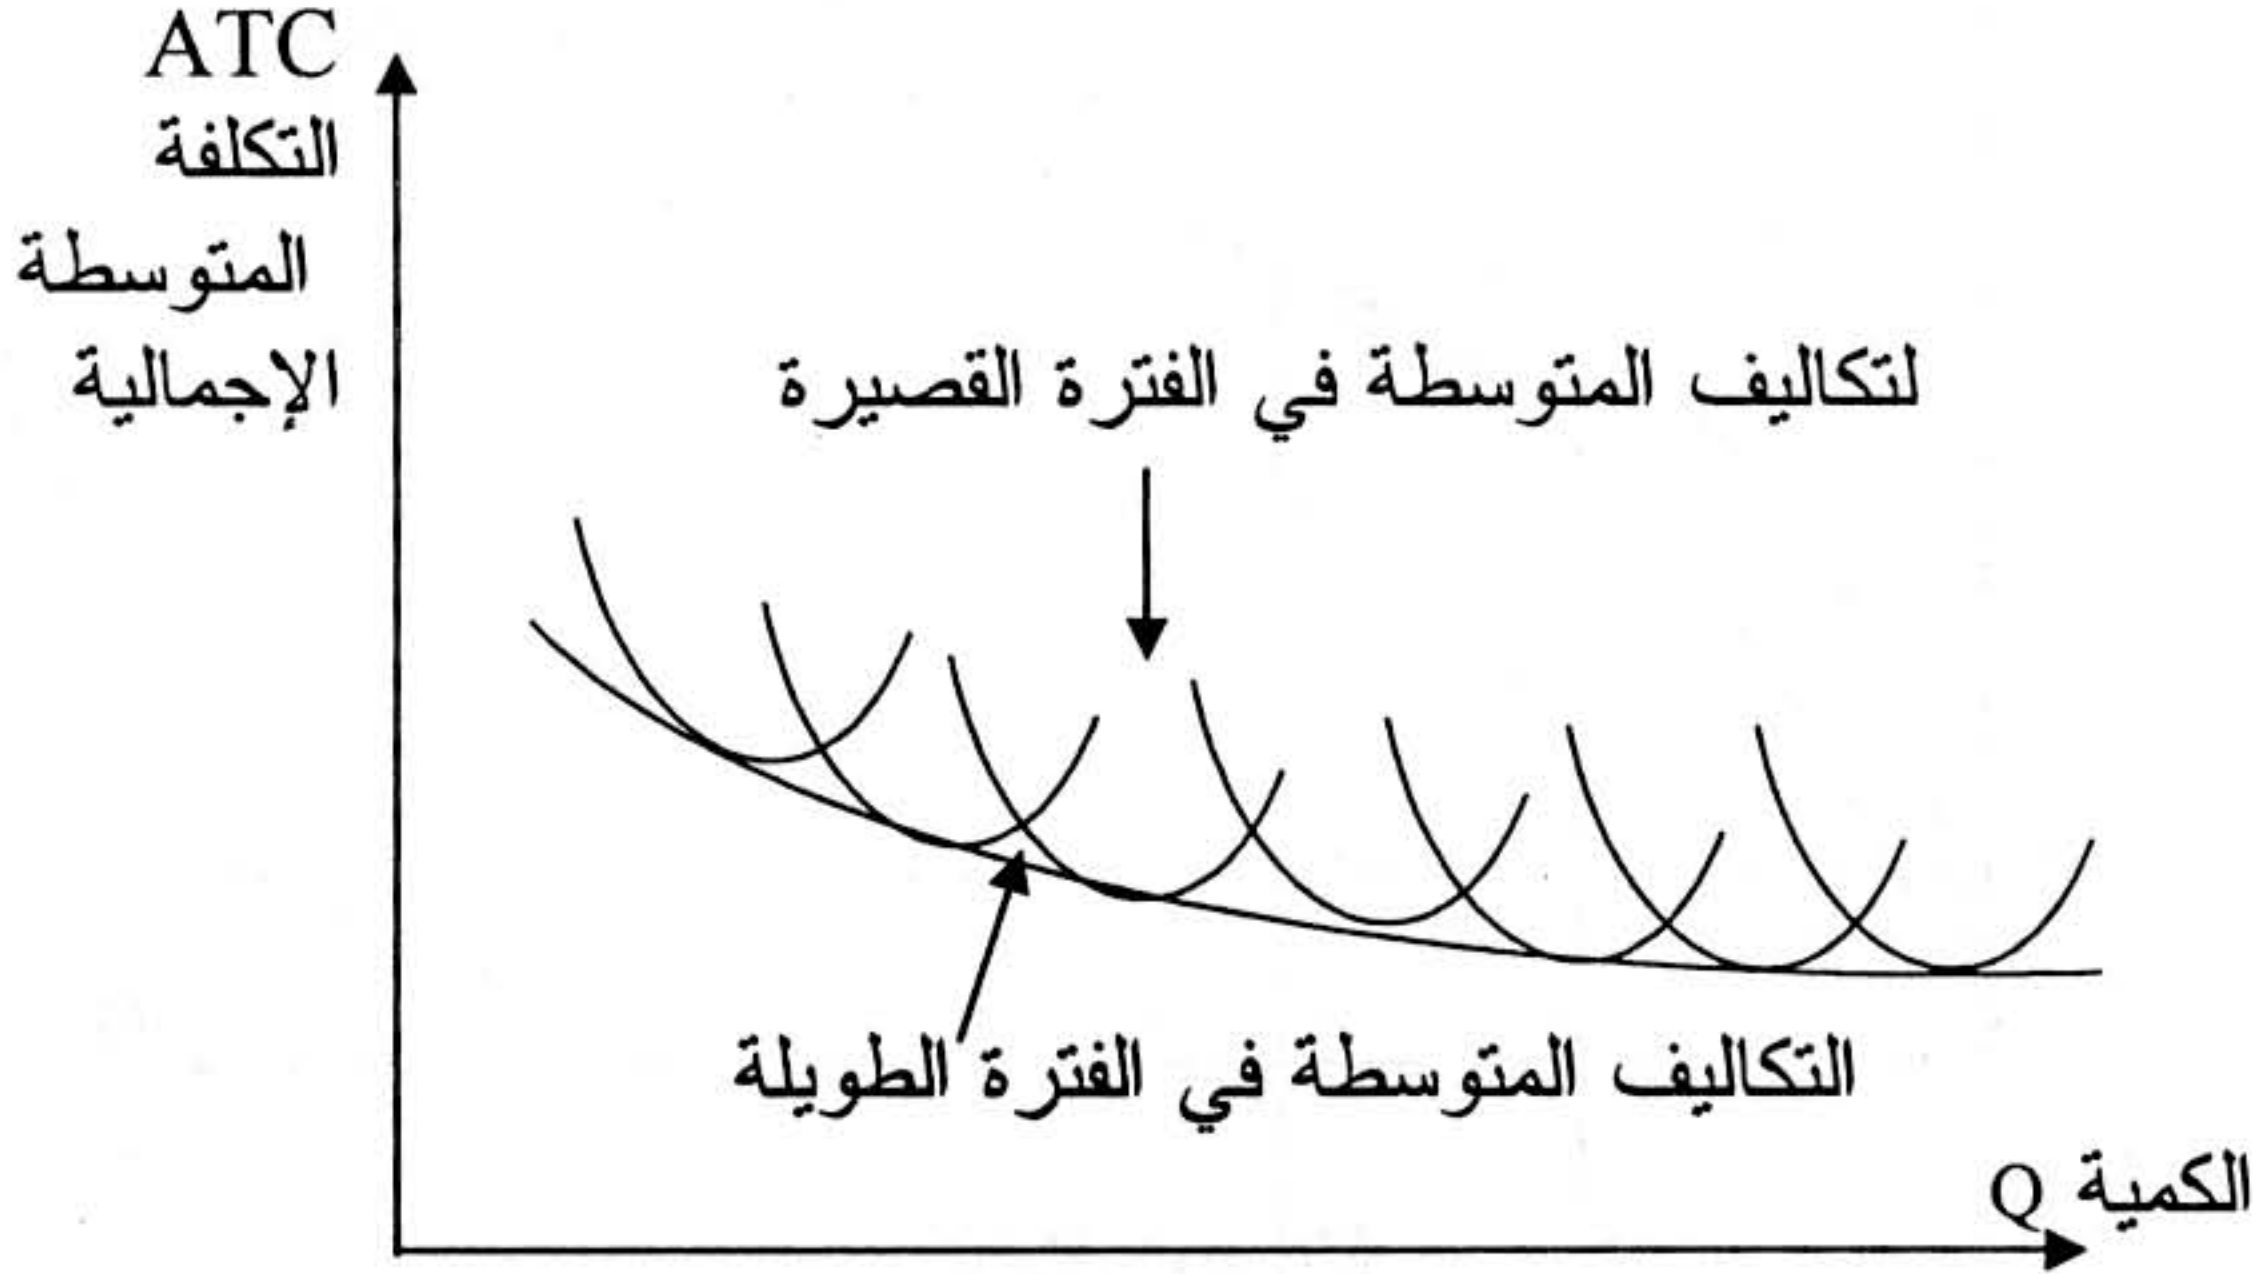 ATC
التكلفة
المتوسطة
الإجمالية
لتكاليف المتوسطة في الفترة القصيرة
التكاليف المتوسطة في الفترة الطويلة
الكمية Q